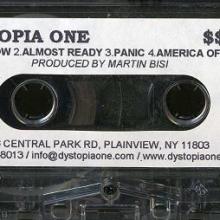 OPIA ONE $$
OW 2.ALMOST READY 3.PANIC 4.AMERICA OF
PRODUCED BY MARTIN BISI
CENTRAL PARK RD, PLAINVIEW, NY 11803
8013 / info@dystopiaone.com / www.dystopiaone